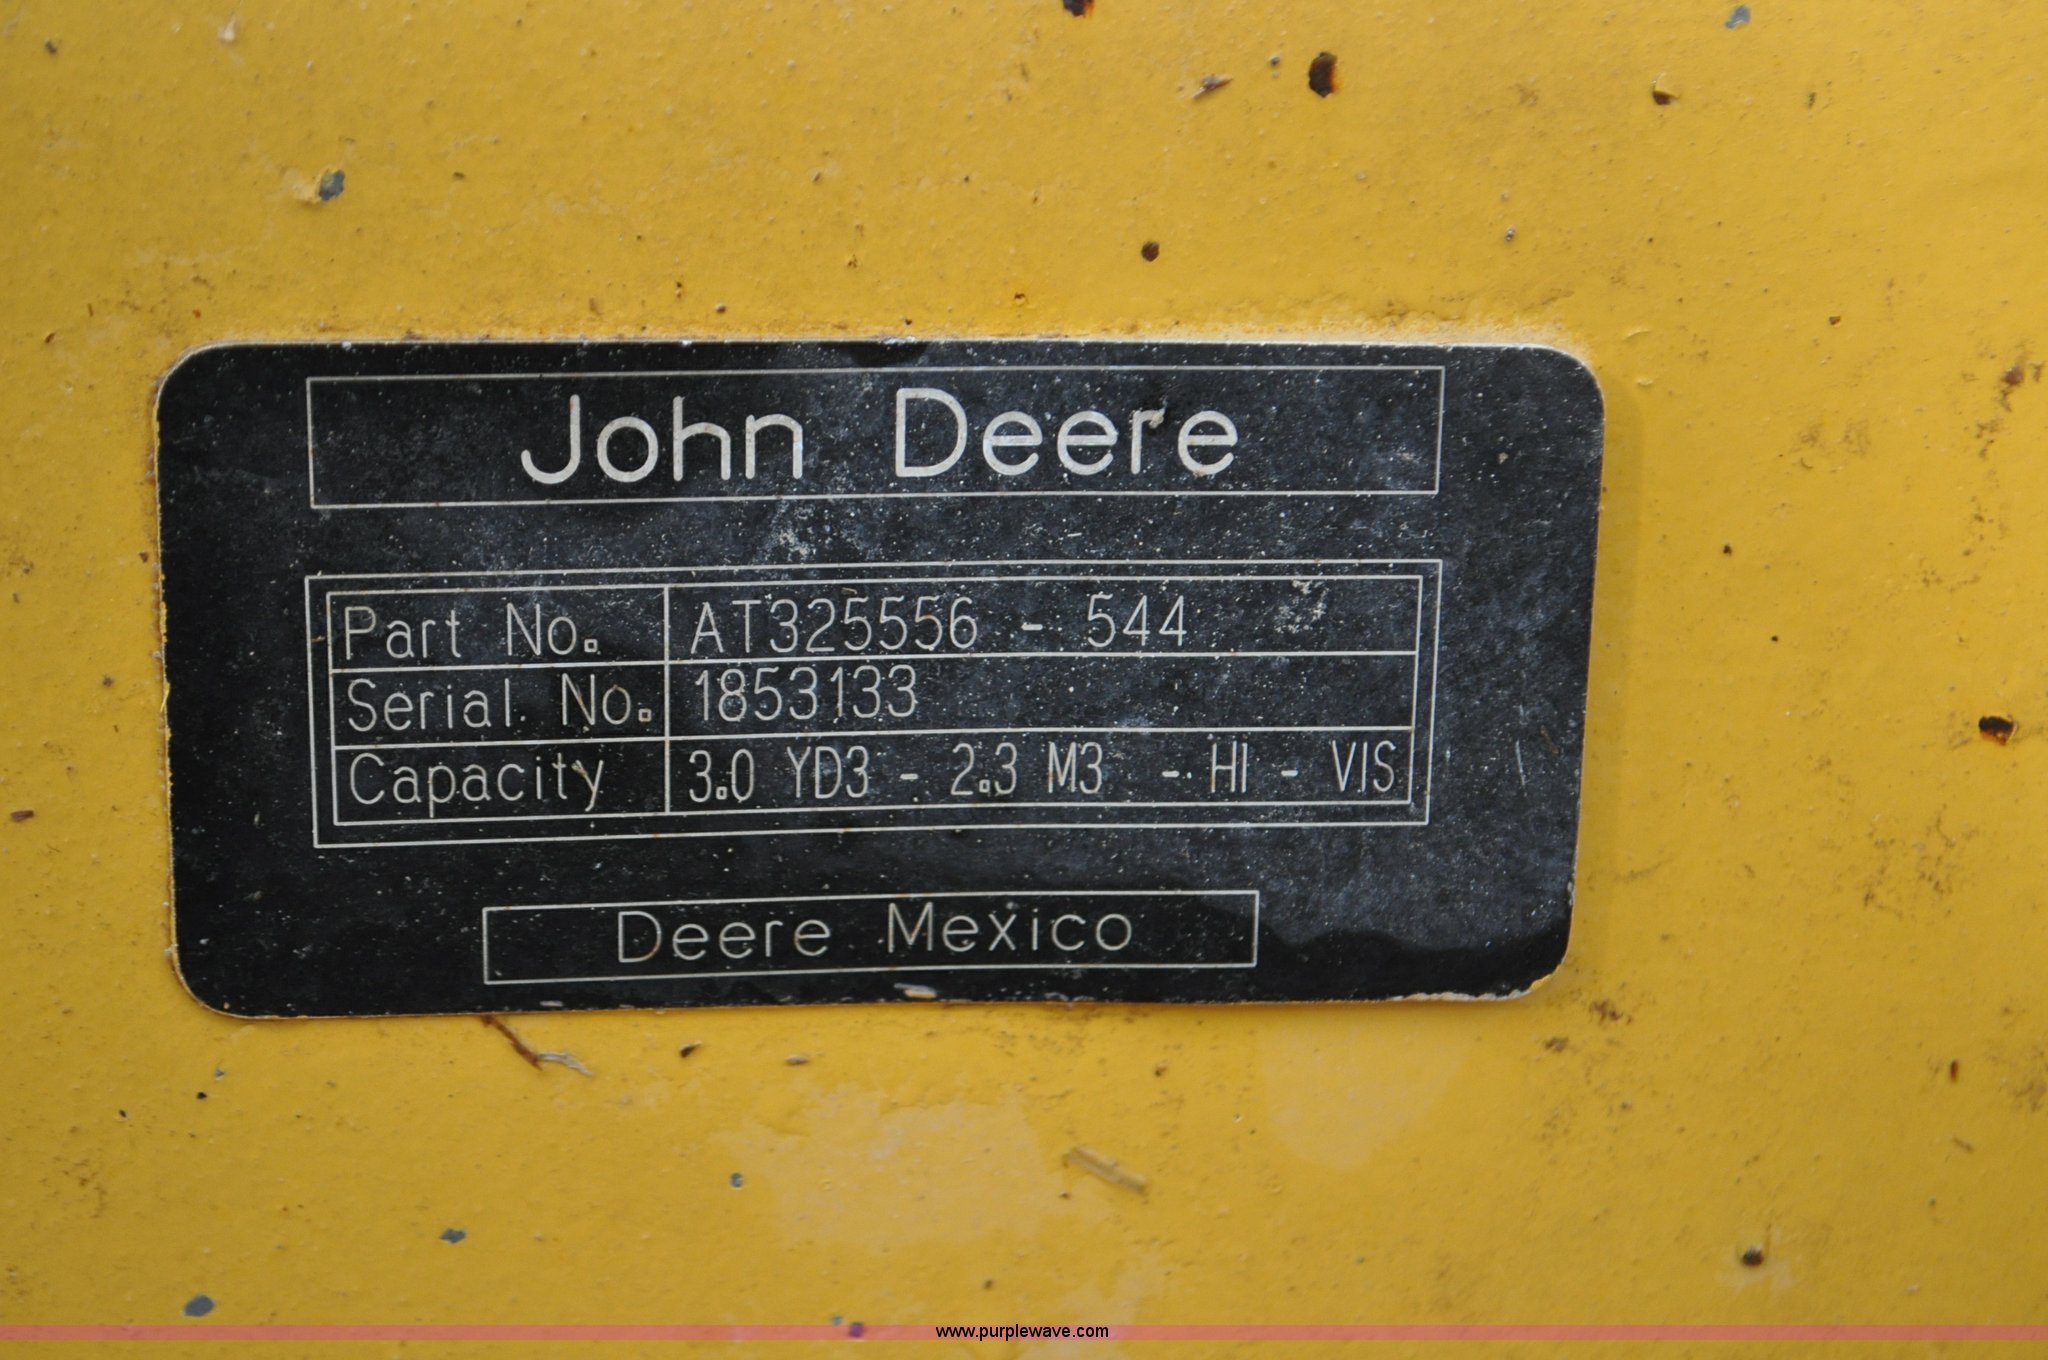 John Deere
Part No. AT325556 - 544
Serial No. 1853133
Capacity 3.0 YD3 - 2.3 M3 - HI - VIS
Deere Mexico
www.purplewave.com